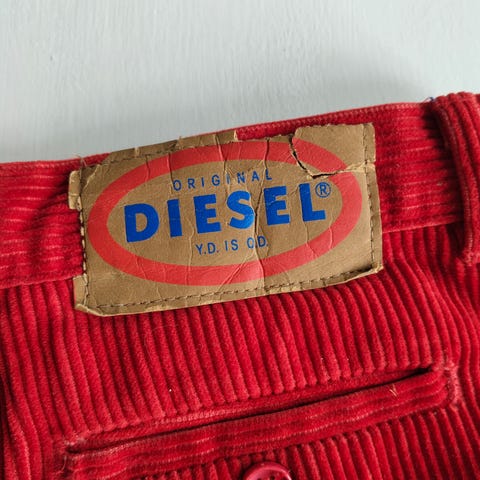 ORIGINAL
DIESEL®
Y.D. IS O.D.